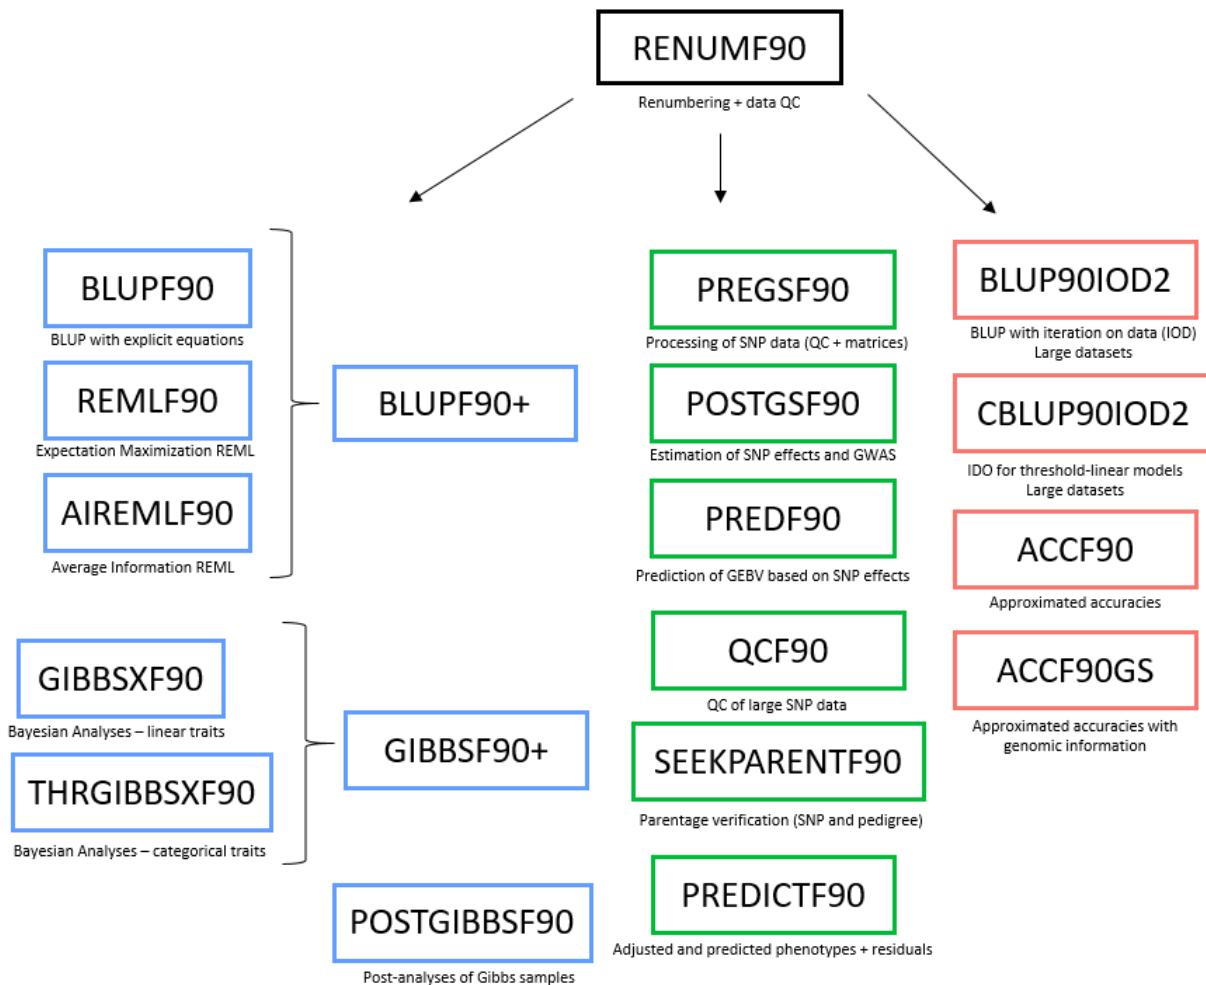 RENUMF90
Renumbering + data QC
BLUPF90
BLUP with explicit equations
REMLF90
Expectation Maximization REML
AIREMLF90
Average Information REML
BLUPF90+
GIBBSXF90
Bayesian Analyses – linear traits
THRGIBBSXF90
Bayesian Analyses – categorical traits
GIBBSF90+
POSTGIBBSF90
Post-analyses of Gibbs samples
PREGSF90
Processing of SNP data (QC + matrices)
POSTGSF90
Estimation of SNP effects and GWAS
PREDF90
Prediction of GEBV based on SNP effects
QCF90
QC of large SNP data
SEEKPARENTF90
Parentage verification (SNP and pedigree)
PREDICTF90
Adjusted and predicted phenotypes + residuals
BLUP90IOD2
BLUP with iteration on data (IOD)
Large datasets
CBLUP90IOD2
IDO for threshold-linear models
Large datasets
ACCF90
Approximated accuracies
ACCF90GS
Approximated accuracies with
genomic information